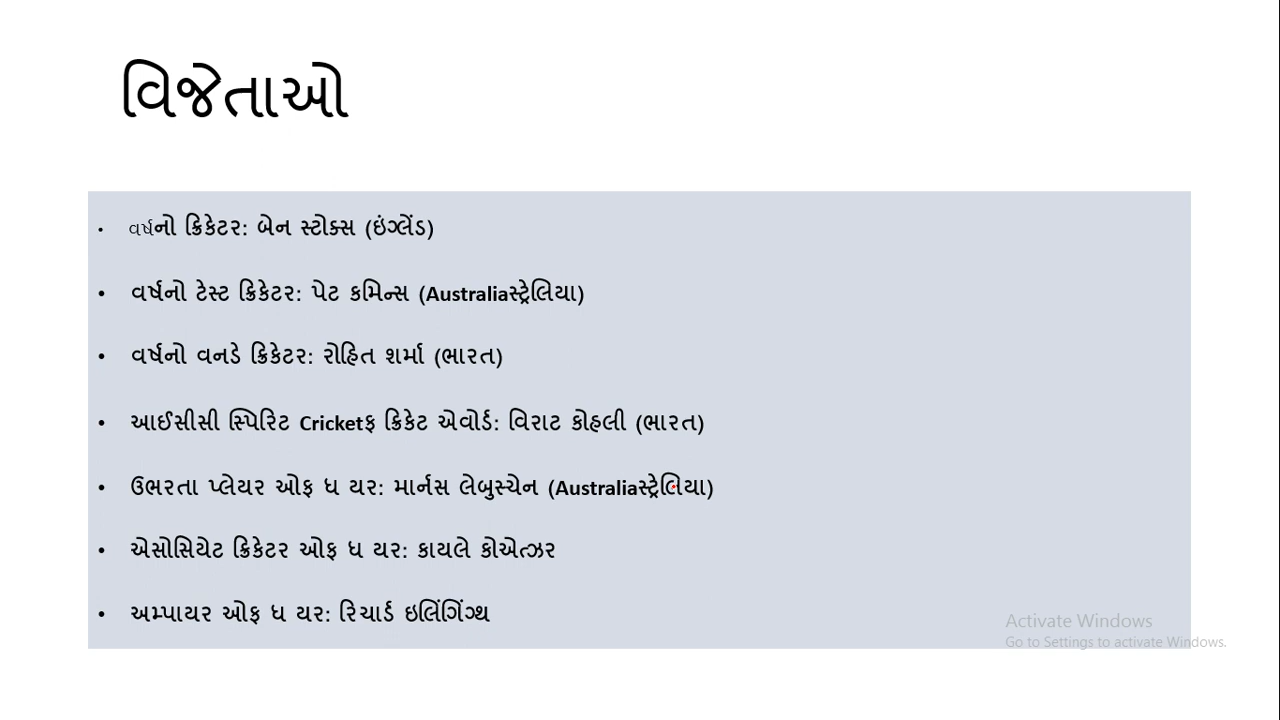 વિજેતાઓ
• વર્ષનો ક્રિકેટર: બેન સ્ટોક્સ (ઇંગ્લેંડ)
• વર્ષનો ટેસ્ટ ક્રિકેટર: પેટ કમિન્સ (Australiaસ્ટ્રેલિયા)
• વર્ષનો વનડે ક્રિકેટર: રોહિત શર્મા (ભારત)
• આઈસીસી સ્પિરિટ Cricketફ ક્રિકેટ એવોર્ડ: વિરાટ કોહલી (ભારત)
• ઉભરતા પ્લેયર ઓફ ધ યર: માર્નસ લેબુસ્ચેન (Australiaસ્ટ્રેલિયા)
• એસોસિયેટ ક્રિકેટર ઓફ ધ યર: કાયલે કોએત્ઝર
• અમ્પાયર ઓફ ધ યર: રિચાર્ડ ઇલિંગિંગ્થ
Activate Windows
Go to Settings to activate Windows.